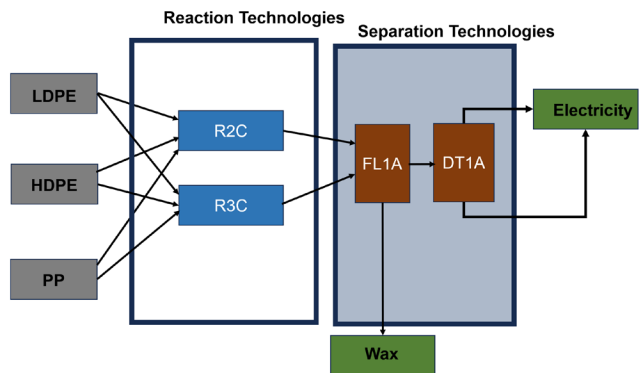 Reaction Technologies
Separation Technologies
LDPE
HDPE
PP
R2C
R3C
FL1A
DT1A
Electricity
Wax